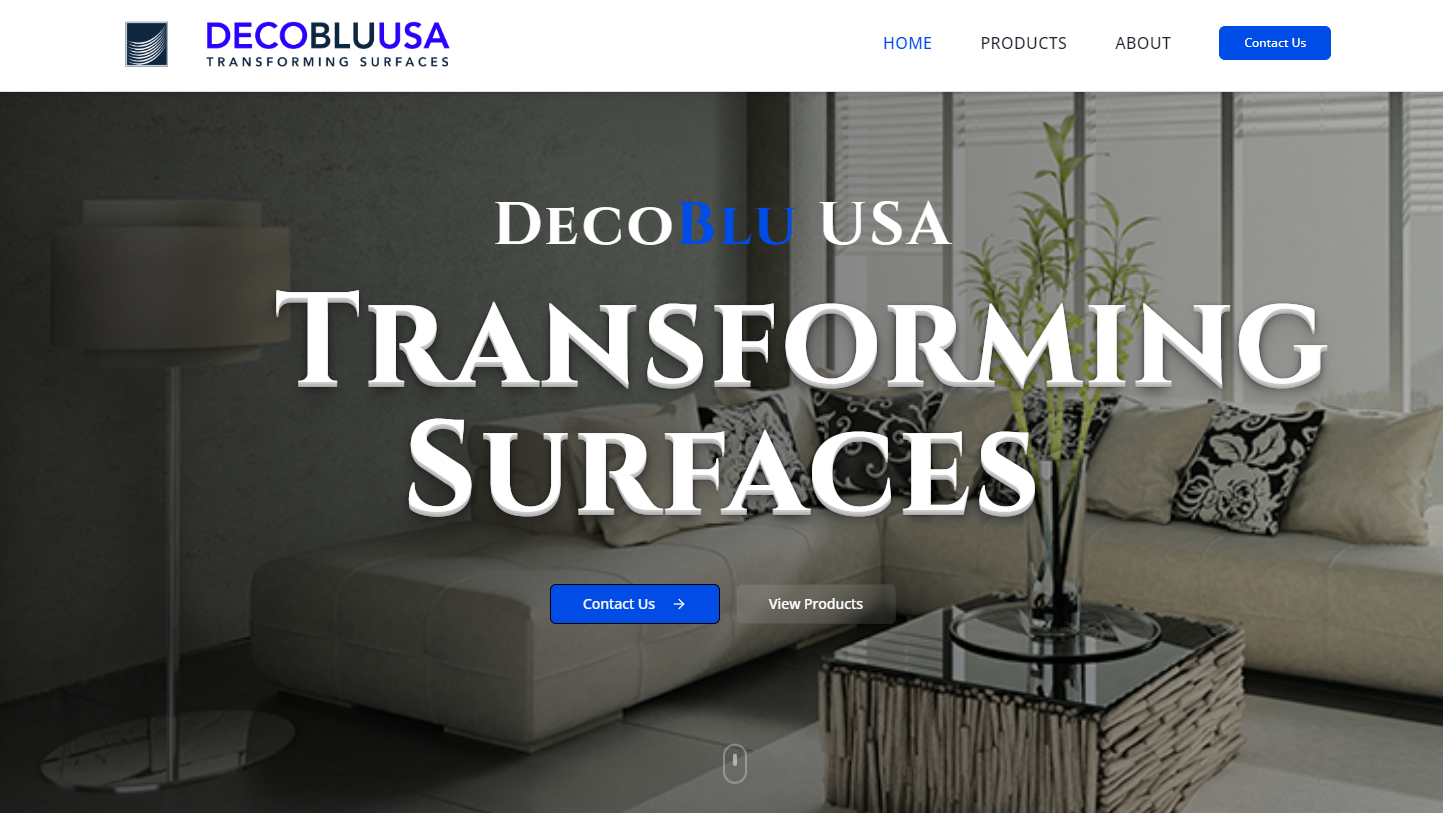 DECOBLUUSA
TRANSFORMING SURFACES
HOME PRODUCTS ABOUT Contact Us
DecoBlu USA
Transforming
Surfaces
Contact Us → View Products